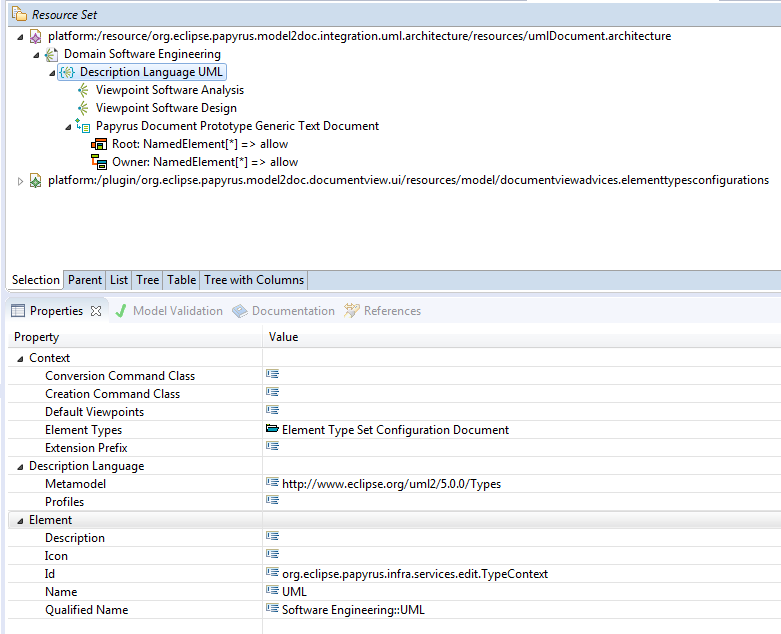 Resource Set
platform:/resource/org.eclipse.papyrus.model2doc.integration.uml.architecture/resources/umlDocument.architecture
Domain Software Engineering
Description Language UML
Viewpoint Software Analysis
Viewpoint Software Design
Papyrus Document Prototype Generic Text Document
Root: NamedElement[*] => allow
Owner: NamedElement[*] => allow
platform:/plugin/org.eclipse.papyrus.model2doc.documentview.ui/resources/model/documentviewadvices.elementtypesconfigurations
Selection Parent List Tree Table Tree with Columns
Properties Model Validation Documentation References
Property Value
Context
Conversion Command Class
Creation Command Class
Default Viewpoints
Element Types Element Type Set Configuration Document
Extension Prefix
Description Language
Metamodel http://www.eclipse.org/uml2/5.0.0/Types
Profiles
Element
Description
Icon
Id org.eclipse.papyrus.infra.services.edit.TypeContext
Name UML
Qualified Name Software Engineering::UML